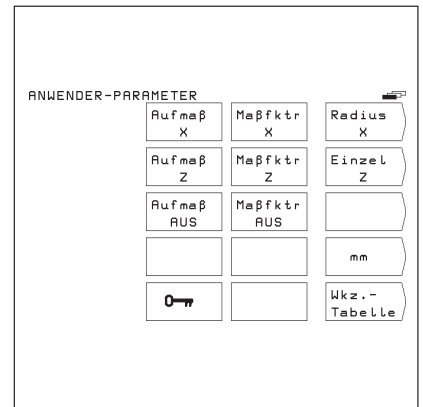 ANWENDER-PARAMETER
Aufmaß X
Maßfktr X
Radius X
Aufmaß Z
Maßfktr Z
Einzel Z
Aufmaß AUS
Maßfktr AUS
mm
Wkz.-
Tabelle